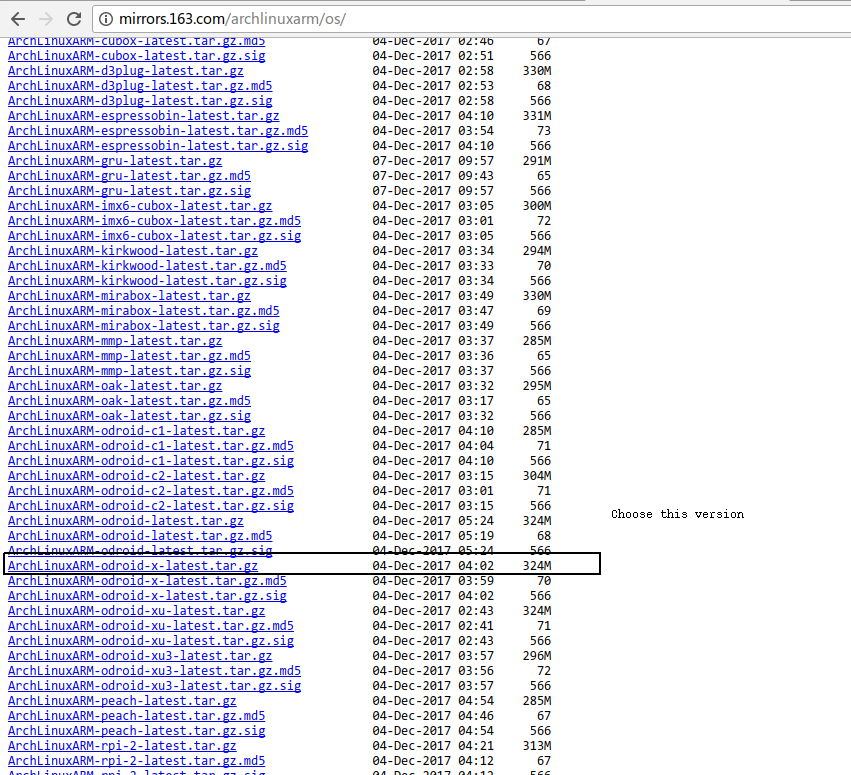 mirrors.163.com/archlinuxarm/os/
ArchLinuxARM-cubox-latest.tar.gz.md5 04-Dec-2017 02:46 67
ArchLinuxARM-cubox-latest.tar.gz.sig 04-Dec-2017 02:51 566
ArchLinuxARM-d3plug-latest.tar.gz 04-Dec-2017 02:58 330M
ArchLinuxARM-d3plug-latest.tar.gz.md5 04-Dec-2017 02:53 68
ArchLinuxARM-d3plug-latest.tar.gz.sig 04-Dec-2017 02:58 566
ArchLinuxARM-espressobin-latest.tar.gz 04-Dec-2017 04:10 331M
ArchLinuxARM-espressobin-latest.tar.gz.md5 04-Dec-2017 03:54 73
ArchLinuxARM-espressobin-latest.tar.gz.sig 04-Dec-2017 04:10 566
ArchLinuxARM-gru-latest.tar.gz 07-Dec-2017 09:57 291M
ArchLinuxARM-gru-latest.tar.gz.md5 07-Dec-2017 09:43 65
ArchLinuxARM-gru-latest.tar.gz.sig 07-Dec-2017 09:57 566
ArchLinuxARM-imx6-cubox-latest.tar.gz 04-Dec-2017 03:05 300M
ArchLinuxARM-imx6-cubox-latest.tar.gz.md5 04-Dec-2017 03:01 72
ArchLinuxARM-imx6-cubox-latest.tar.gz.sig 04-Dec-2017 03:05 566
ArchLinuxARM-kirkwood-latest.tar.gz 04-Dec-2017 03:34 294M
ArchLinuxARM-kirkwood-latest.tar.gz.md5 04-Dec-2017 03:33 70
ArchLinuxARM-kirkwood-latest.tar.gz.sig 04-Dec-2017 03:34 566
ArchLinuxARM-mirabox-latest.tar.gz 04-Dec-2017 03:49 330M
ArchLinuxARM-mirabox-latest.tar.gz.md5 04-Dec-2017 03:47 69
ArchLinuxARM-mirabox-latest.tar.gz.sig 04-Dec-2017 03:49 566
ArchLinuxARM-mmp-latest.tar.gz 04-Dec-2017 03:37 285M
ArchLinuxARM-mmp-latest.tar.gz.md5 04-Dec-2017 03:36 65
ArchLinuxARM-mmp-latest.tar.gz.sig 04-Dec-2017 03:37 566
ArchLinuxARM-oak-latest.tar.gz 04-Dec-2017 03:32 295M
ArchLinuxARM-oak-latest.tar.gz.md5 04-Dec-2017 03:17 65
ArchLinuxARM-oak-latest.tar.gz.sig 04-Dec-2017 03:32 566
ArchLinuxARM-odroid-c1-latest.tar.gz 04-Dec-2017 04:10 285M
ArchLinuxARM-odroid-c1-latest.tar.gz.md5 04-Dec-2017 04:04 71
ArchLinuxARM-odroid-c1-latest.tar.gz.sig 04-Dec-2017 04:10 566
ArchLinuxARM-odroid-c2-latest.tar.gz 04-Dec-2017 03:15 304M
ArchLinuxARM-odroid-c2-latest.tar.gz.md5 04-Dec-2017 03:01 71
ArchLinuxARM-odroid-c2-latest.tar.gz.sig 04-Dec-2017 03:15 566
Choose this version
ArchLinuxARM-odroid-latest.tar.gz 04-Dec-2017 05:24 324M
ArchLinuxARM-odroid-latest.tar.gz.md5 04-Dec-2017 05:19 68
ArchLinuxARM-odroid-latest.tar.gz.sig 04-Dec-2017 05:24 566
ArchLinuxARM-odroid-x-latest.tar.gz 04-Dec-2017 04:02 324M
ArchLinuxARM-odroid-x-latest.tar.gz.md5 04-Dec-2017 03:59 70
ArchLinuxARM-odroid-x-latest.tar.gz.sig 04-Dec-2017 04:02 566
ArchLinuxARM-odroid-xu-latest.tar.gz 04-Dec-2017 02:43 324M
ArchLinuxARM-odroid-xu-latest.tar.gz.md5 04-Dec-2017 02:41 71
ArchLinuxARM-odroid-xu-latest.tar.gz.sig 04-Dec-2017 02:43 566
ArchLinuxARM-odroid-xu3-latest.tar.gz 04-Dec-2017 03:57 296M
ArchLinuxARM-odroid-xu3-latest.tar.gz.md5 04-Dec-2017 03:56 72
ArchLinuxARM-odroid-xu3-latest.tar.gz.sig 04-Dec-2017 03:57 566
ArchLinuxARM-peach-latest.tar.gz 04-Dec-2017 04:54 285M
ArchLinuxARM-peach-latest.tar.gz.md5 04-Dec-2017 04:46 67
ArchLinuxARM-peach-latest.tar.gz.sig 04-Dec-2017 04:54 566
ArchLinuxARM-rpi-2-latest.tar.gz 04-Dec-2017 04:21 313M
ArchLinuxARM-rpi-2-latest.tar.gz.md5 04-Dec-2017 04:12 67
ArchLinuxARM-rpi-2-latest.tar.gz.sig 04-Dec-2017 04:12 566